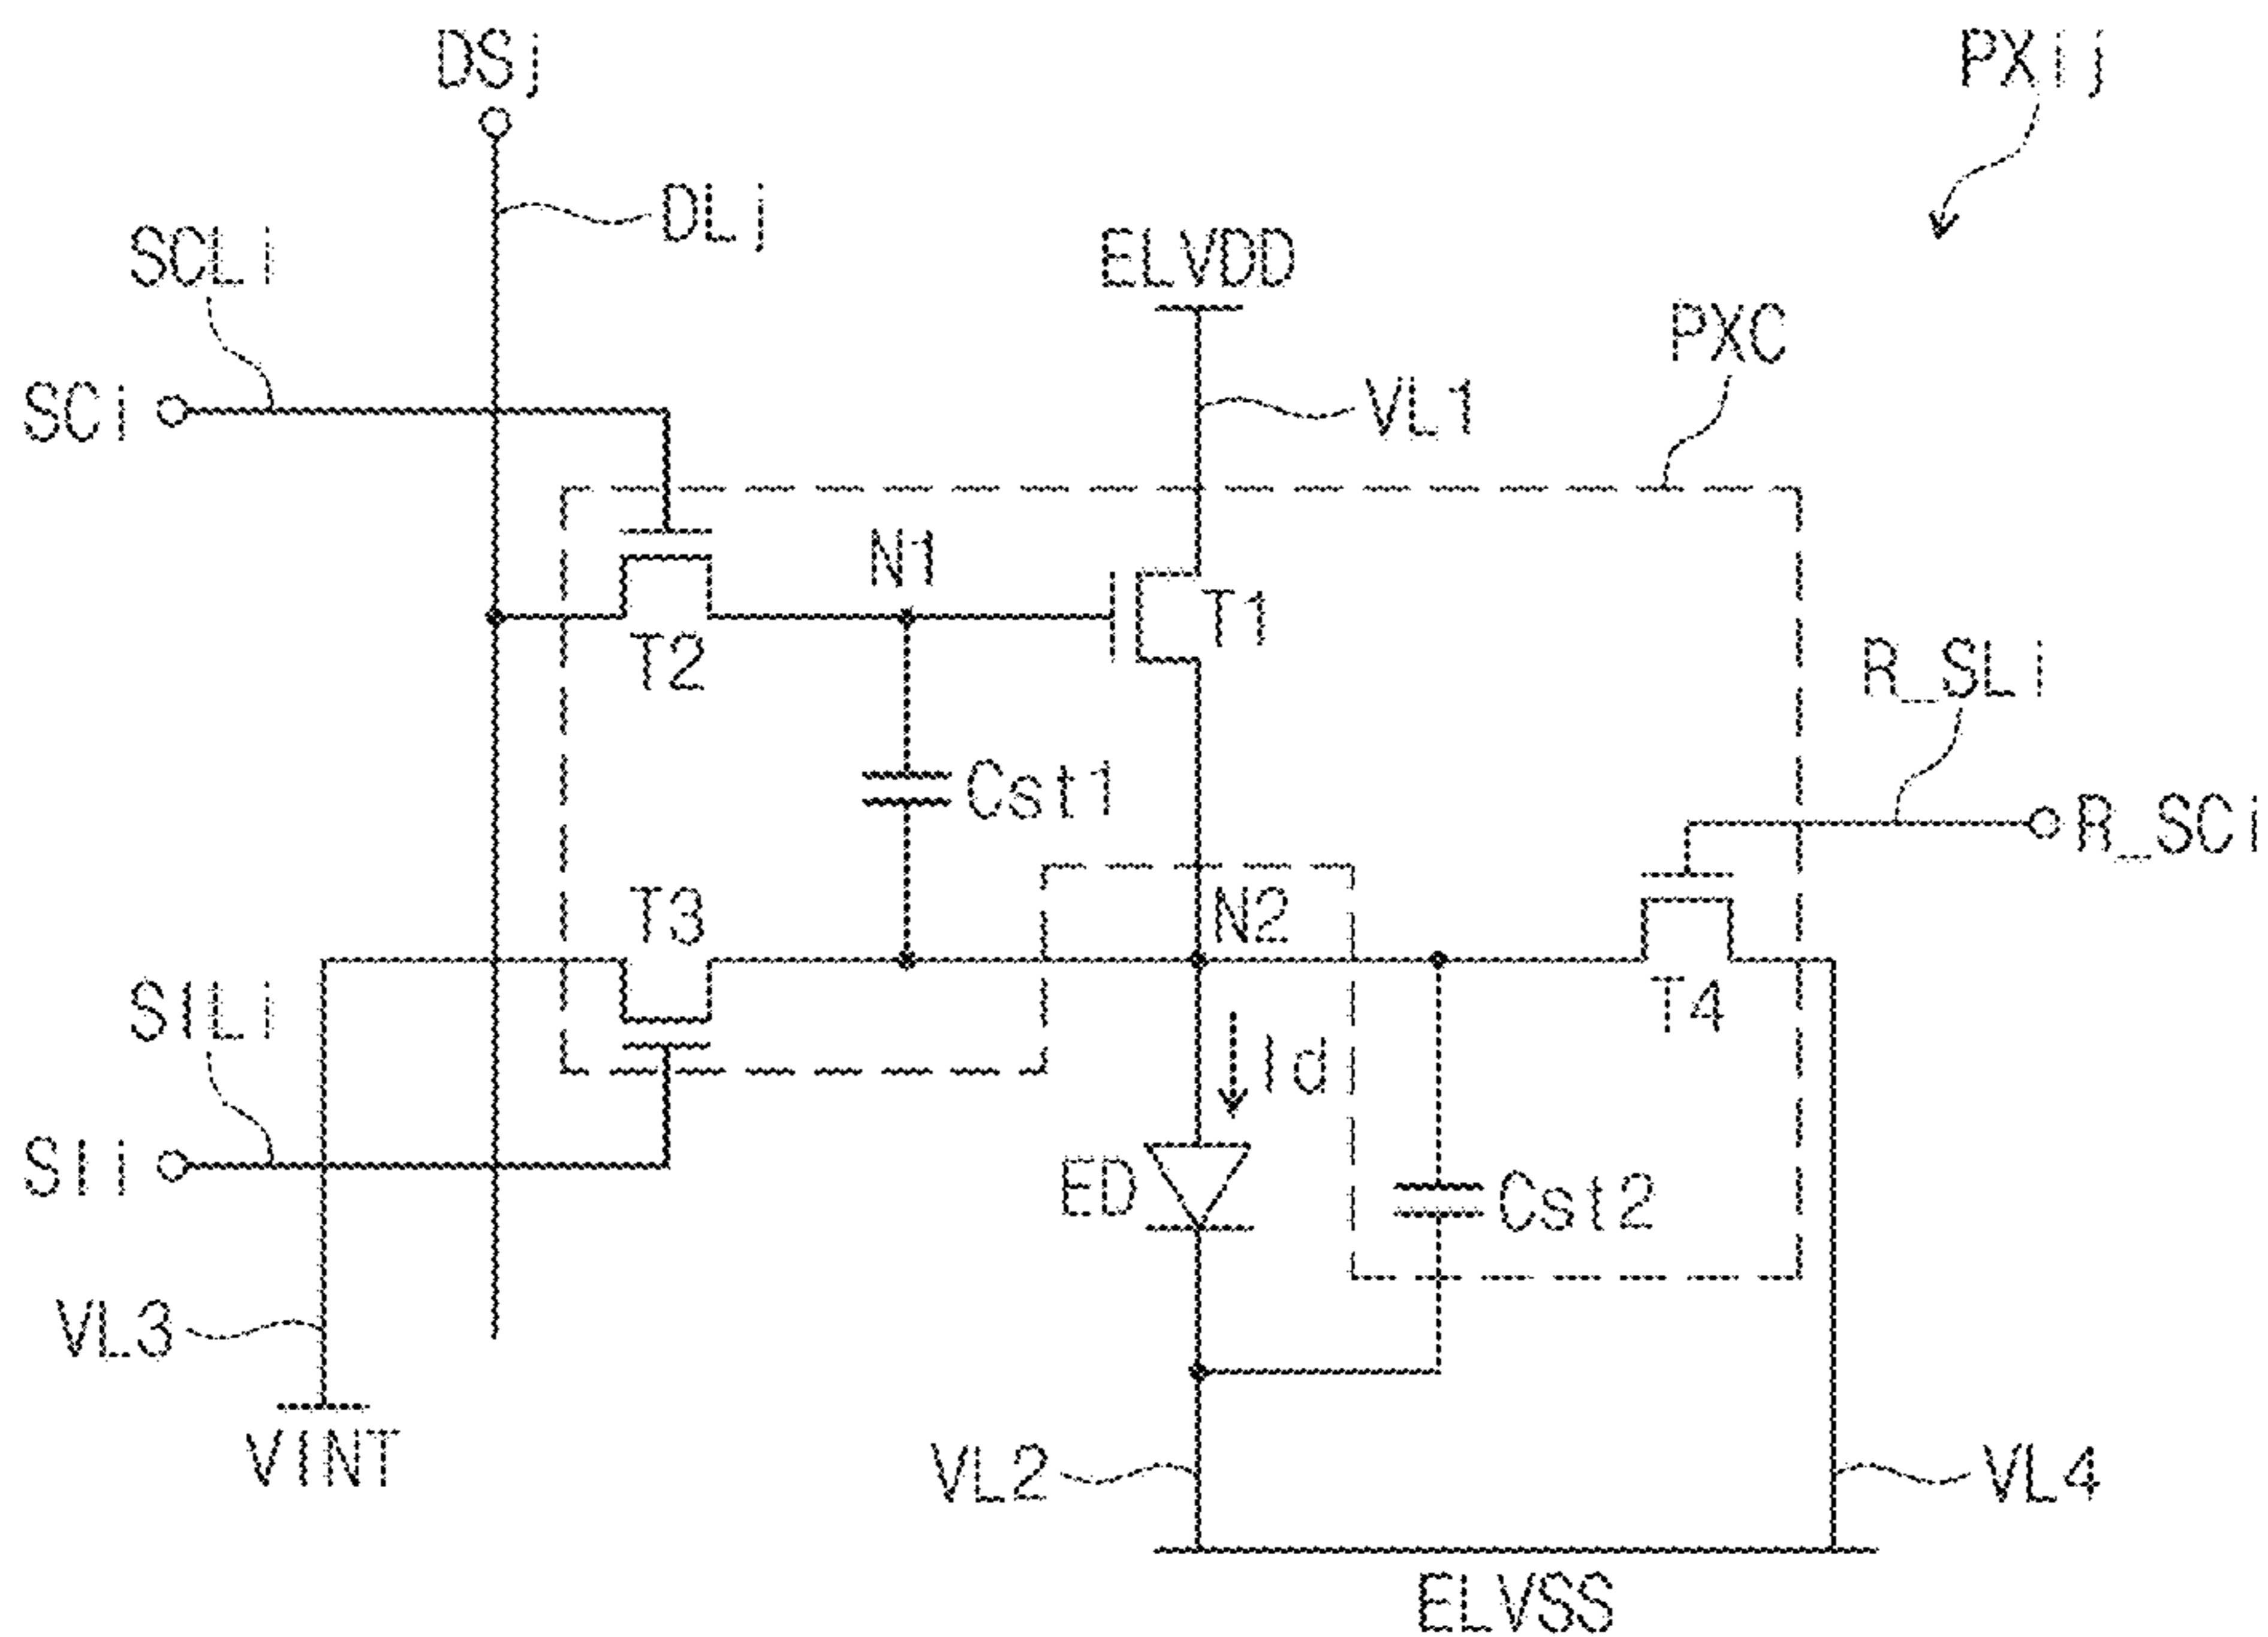 DSj
PXij
DLj
SCLi
ELVDD
PXC
SCi
VL1
N1
T1
T2
R_SLi
Cst1
R_SCi
T3
N2
SILi
T4
Id
SIi
ED
Cst2
VL3
VINT
VL2
VL4
ELVSS